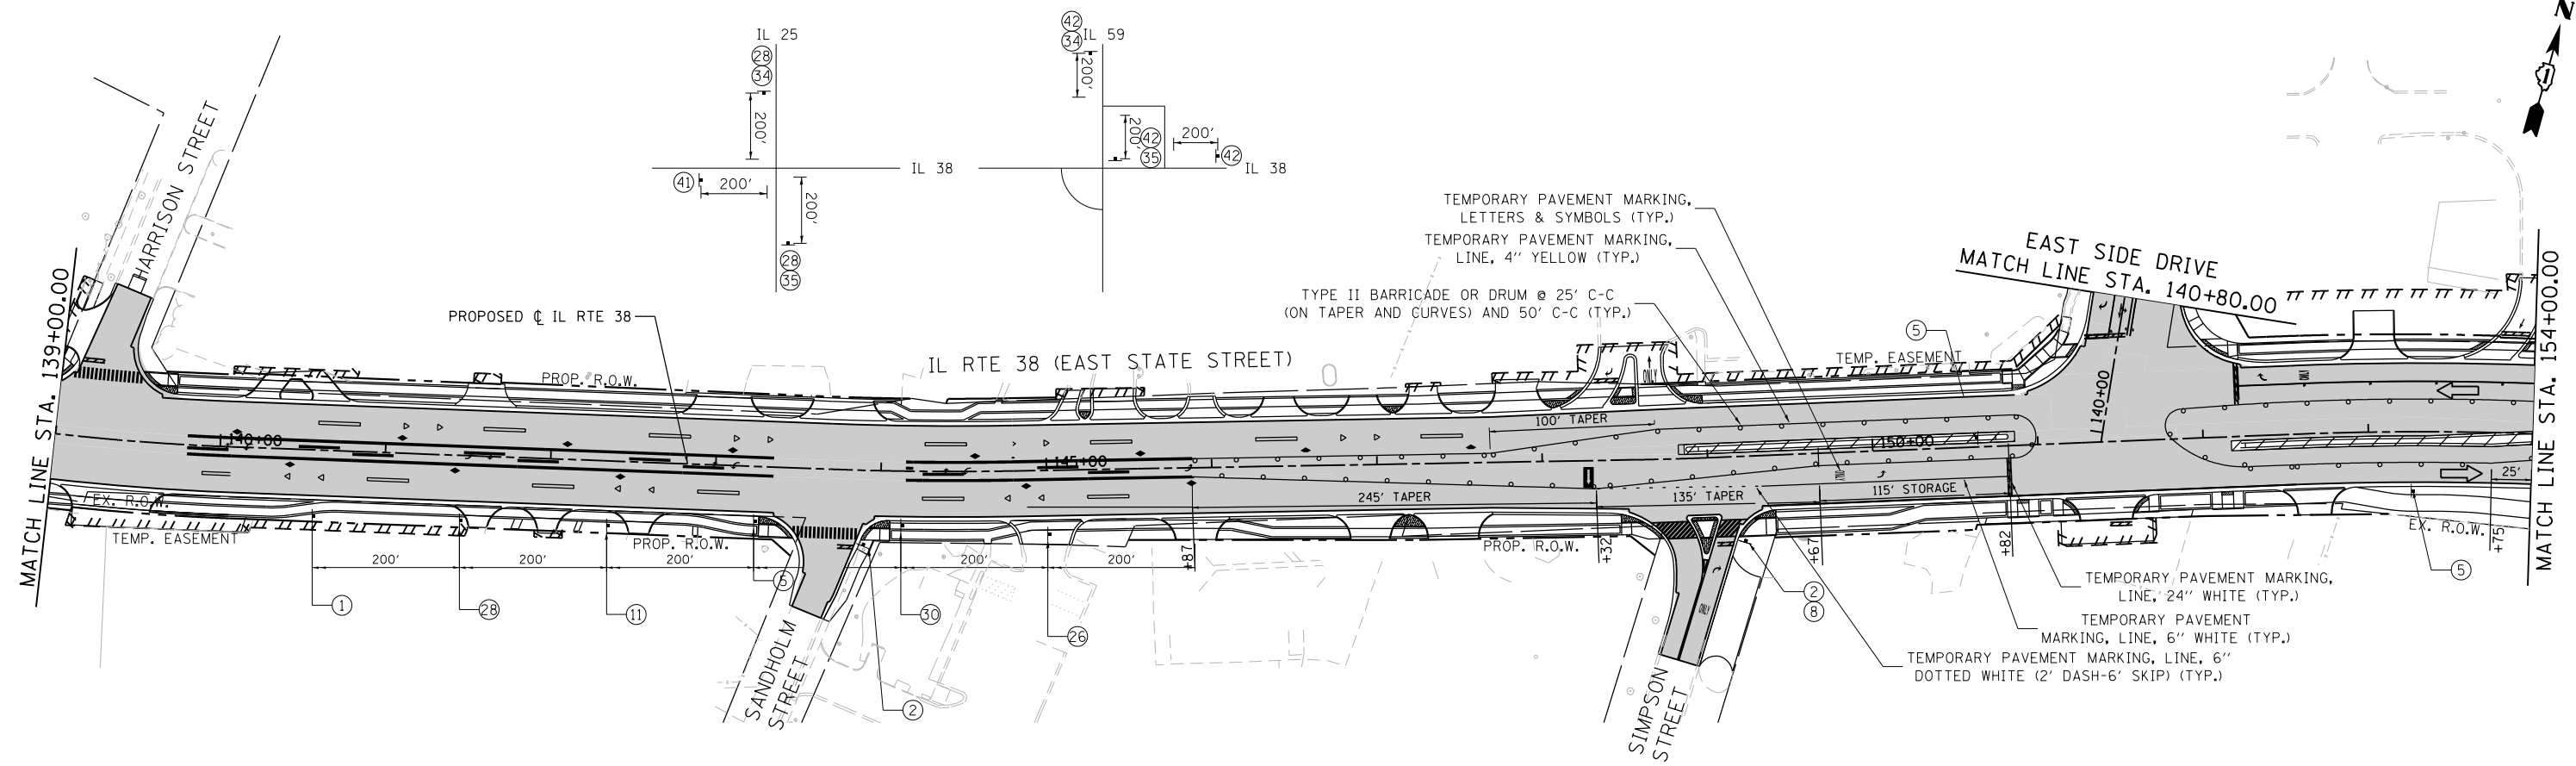 N
IL 25
28
34
200'
41
200'
200'
IL 38
28
35
42
34
IL 59
200'
200'
42
35
200'
42
IL 38
MATCH LINE STA. 139+00.00
HARRISON STREET
PROPOSED ℄ IL RTE 38
IL RTE 38 (EAST STATE STREET)
TEMPORARY PAVEMENT MARKING,
LETTERS & SYMBOLS (TYP.)
TEMPORARY PAVEMENT MARKING,
LINE, 4'' YELLOW (TYP.)
TYPE II BARRICADE OR DRUM @ 25' C-C
(ON TAPER AND CURVES) AND 50' C-C (TYP.)
EAST SIDE DRIVE
MATCH LINE STA. 140+80.00
MATCH LINE STA. 154+00.00
5
TEMP. EASEMENT
PROP. R.O.W.
ONLY
ONLY
140+00
100' TAPER
140+00
145+00
150+00
ONLY
245' TAPER
135' TAPER
115' STORAGE
25'
EX. R.O.W.
TEMP. EASEMENT
PROP. R.O.W.
PROP. R.O.W.
EX. R.O.W.
+87
+32
+67
+82
+75
200'
200'
200'
200'
200'
1
28
11
5
30
26
2
ONLY
2
8
5
SANDHOLM
STREET
SIMPSON
STREET
TEMPORARY PAVEMENT MARKING,
LINE, 24'' WHITE (TYP.)
TEMPORARY PAVEMENT
MARKING, LINE, 6'' WHITE (TYP.)
TEMPORARY PAVEMENT MARKING, LINE, 6''
DOTTED WHITE (2' DASH-6' SKIP) (TYP.)